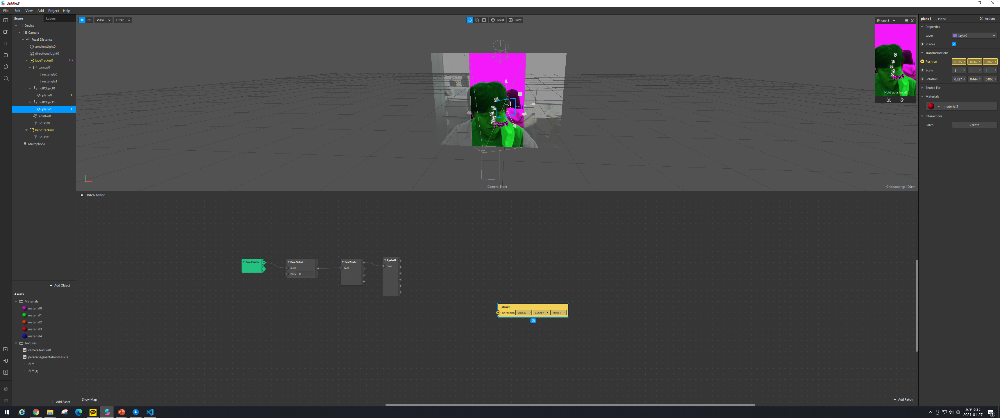 Untitled*
File Edit View Add Project Help
Scene Layers
Device
Camera
Focal Distance
ambientLight0
directionalLight0
faceTracker0
canvas0
rectangle0
rectangle1
nullObject0
plane0
nullObject1
plane1
emitter0
3dText0
handTracker0
3dText1
Microphone
+ Add Object
Assets
Materials
material0
material1
material2
material3
material4
Textures
cameraTexture0
personSegmentationMaskTe...
하트
하트(1)
+ Add Asset
3D 2D View Filter
Local Pivot
iPhone 8
Hold up a hand!
Camera: Front
Grid spacing: 100cm
Patch Editor
Face Finder
Face Select
Faces
Index 0
faceTrack...
Face
Eyeball
Face
plane1
3D Position 0.07523 X 0.06787 Y -0.0251 Z
Show Map
+ Add Patch
plane1 – Plane Actions
Properties
Layer layer0
Visible
Transformations
Position 0.075 X 0.067 Y -0.02 Z
Scale 1 X 1 Y 1 Z
Rotation 0.827 X 0.444 Y 0.060 Z
Enable For
Materials
material3
Interactions
Patch Create
TALK
오후 6:35
2021-01-27
1